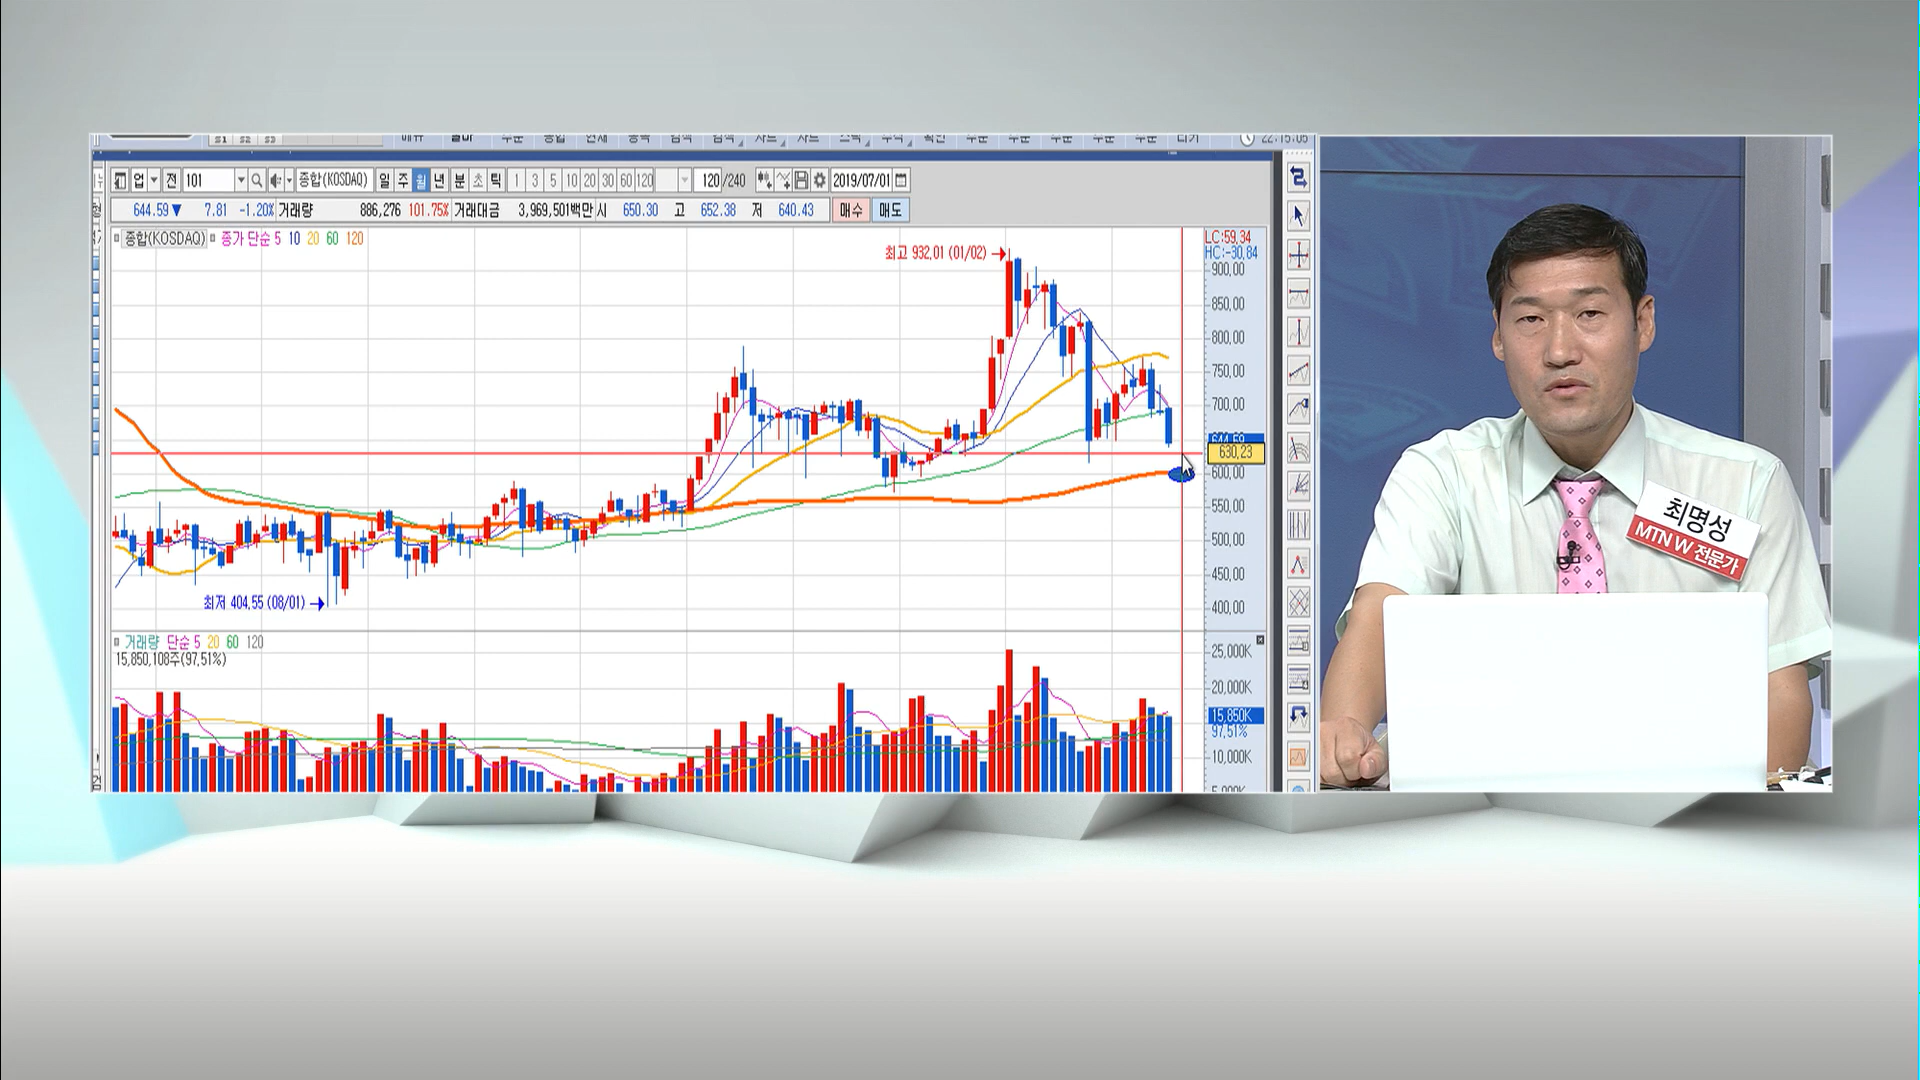 22:15:05
업 전 101 종합(KOSDAQ) 일 주 월 년 분 초 틱 1 3 5 10 20 30 60 120 120 /240 2019/07/01
644.59▼ 7.81 -1.20% 거래량 886,276 101.75% 거래대금 3,969,501백만 시 650.30 고 652.38 저 640.43 매수 매도
종합(KOSDAQ) 종가 단순 5 10 20 60 120
LC:59.34
HC:-30.84
최고 932.01 (01/02)
900.00
850.00
800.00
750.00
700.00
644.59
630.23
600.00
550.00
500.00
450.00
400.00
최저 404.55 (08/01)
거래량 단순 5 20 60 120
15,850,108주(97.51%)
25,000K
20,000K
15,850K
97.51%
10,000K
최명성
MTN W 전문가